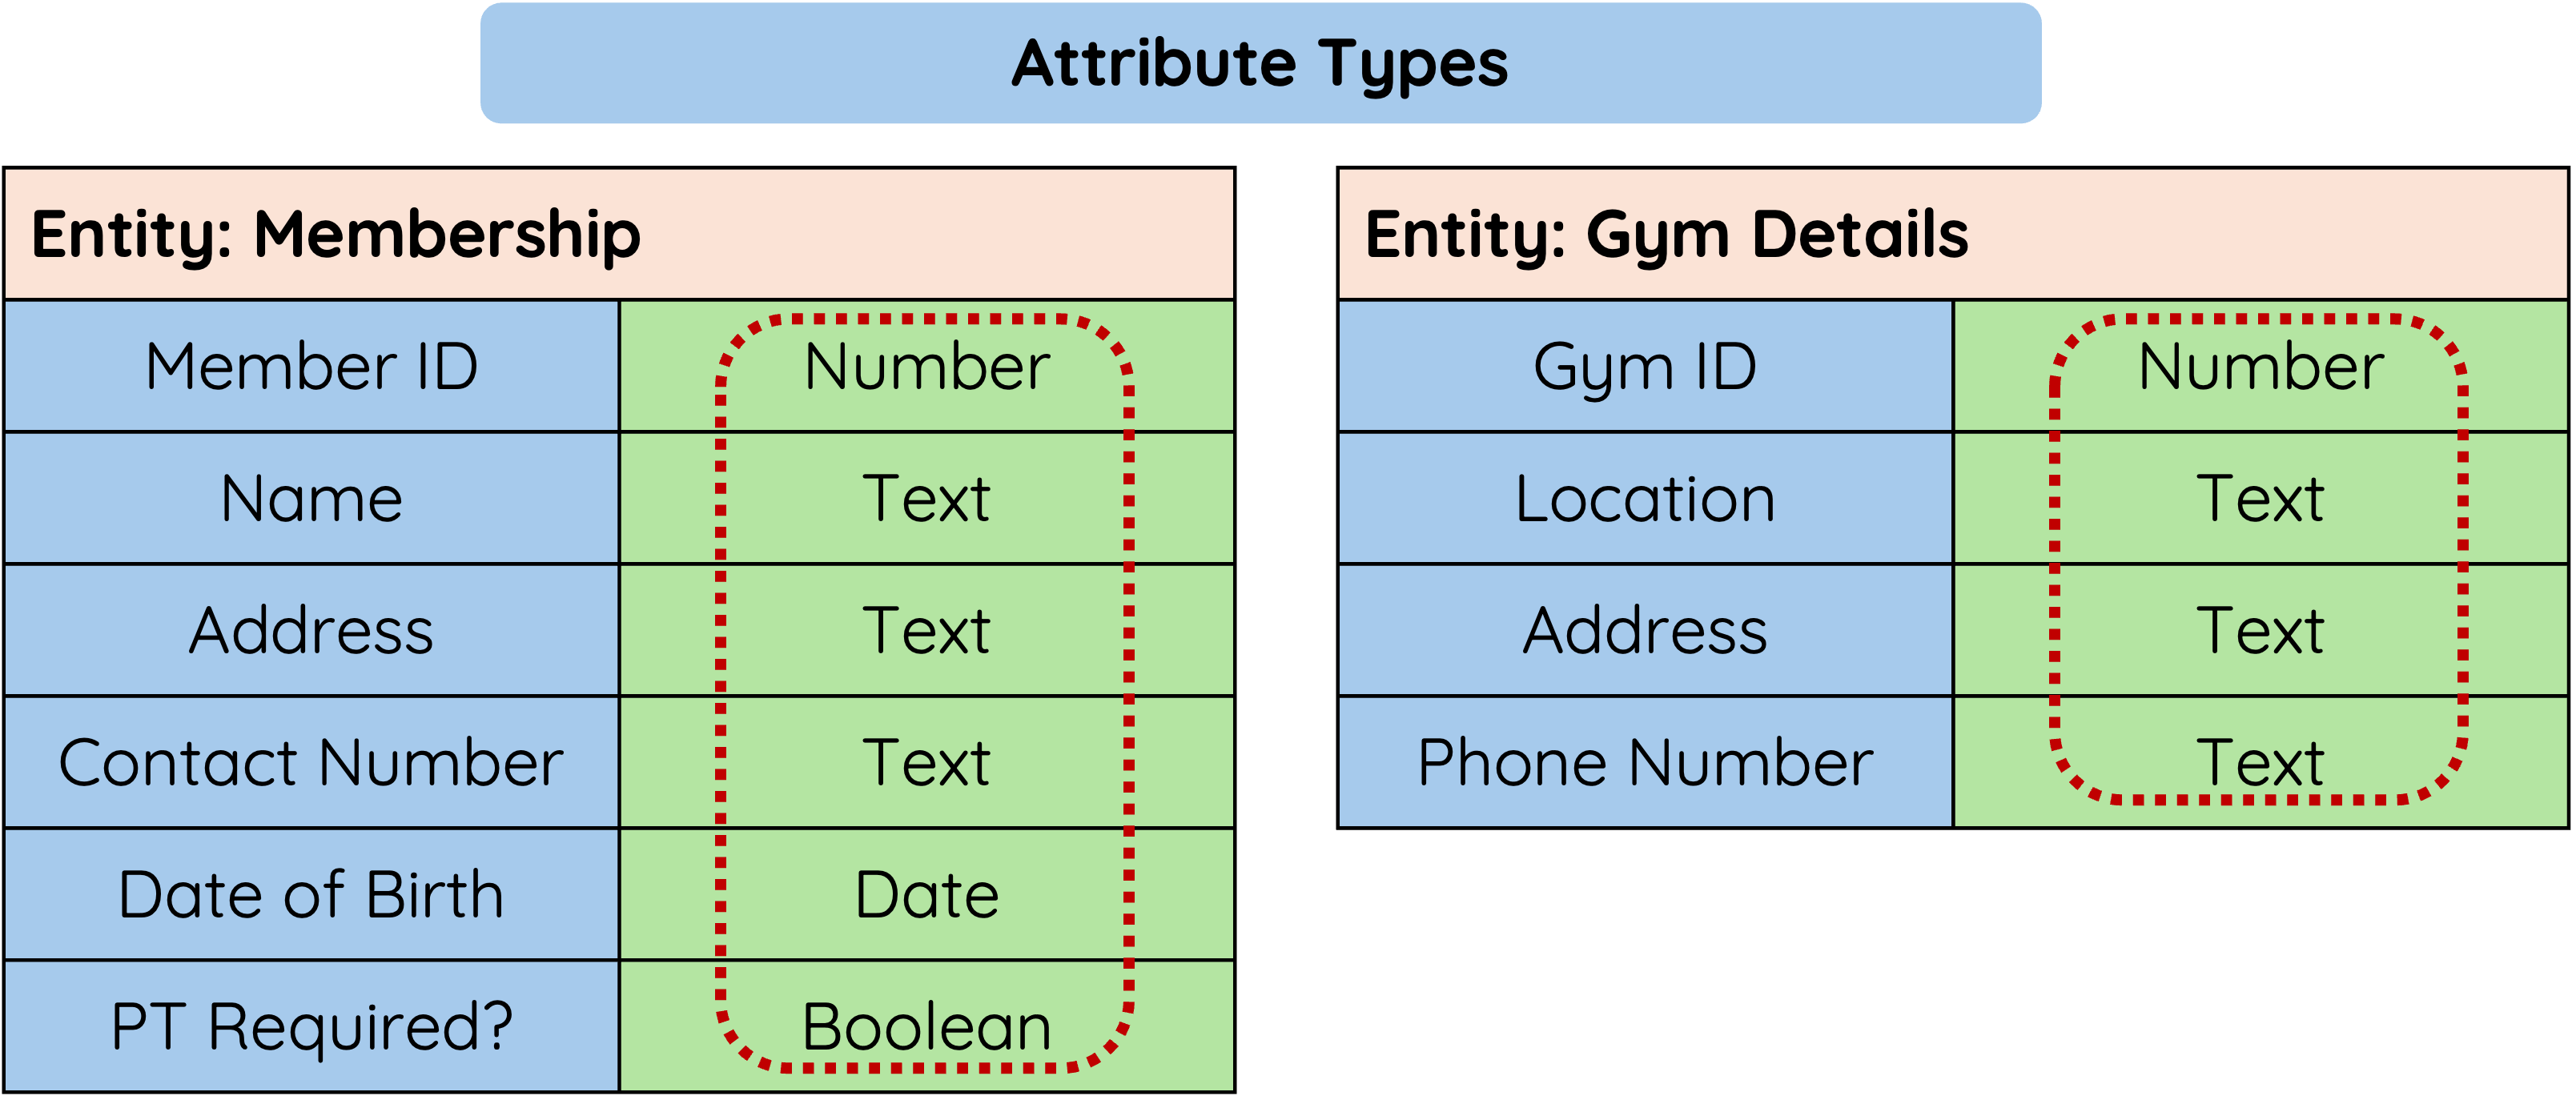 Attribute Types
Entity: Membership
Member ID Number
Name Text
Address Text
Contact Number Text
Date of Birth Date
PT Required? Boolean
Entity: Gym Details
Gym ID Number
Location Text
Address Text
Phone Number Text